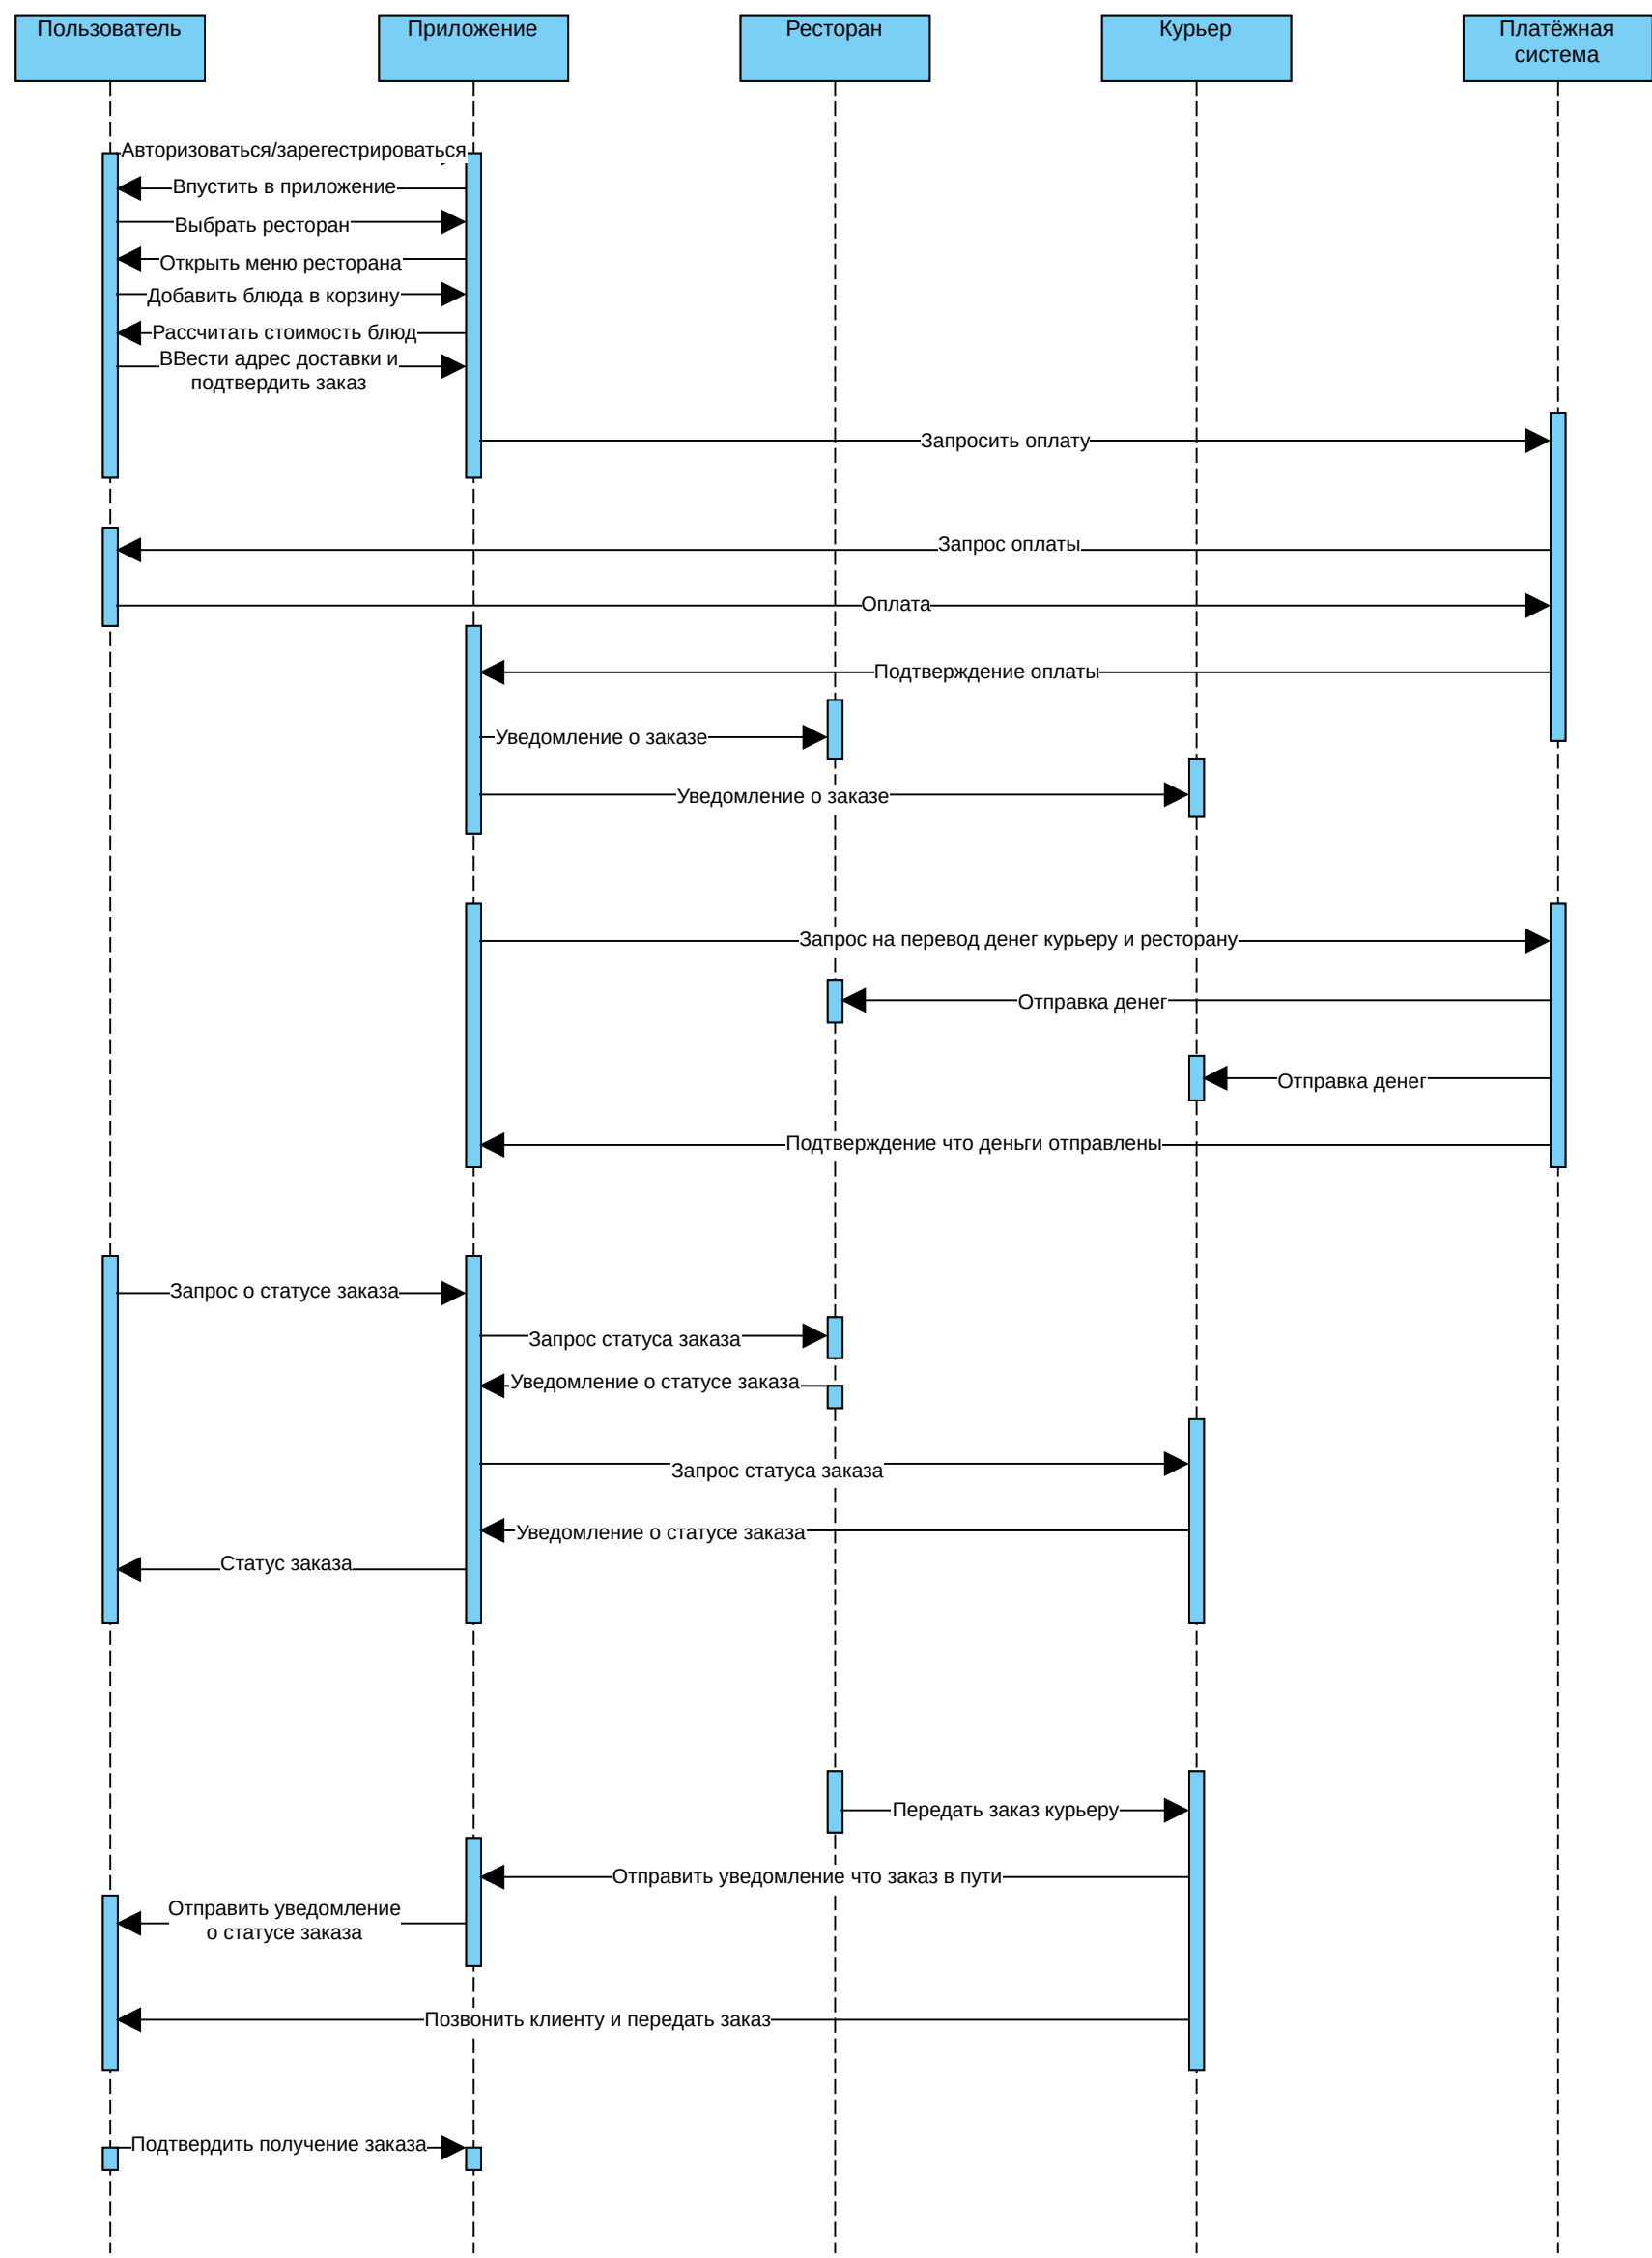 Пользователь
Приложение
Ресторан
Курьер
Платёжная
система
Авторизоваться/зарегестрироваться
Впустить в приложение
Выбрать ресторан
Открыть меню ресторана
Добавить блюда в корзину
Рассчитать стоимость блюд
ВВести адрес доставки и
подтвердить заказ
Запросить оплату
Запрос оплаты
Оплата
Подтверждение оплаты
Уведомление о заказе
Уведомление о заказе
Запрос на перевод денег курьеру и ресторану
Отправка денег
Отправка денег
Подтверждение что деньги отправлены
Запрос о статусе заказа
Запрос статуса заказа
Уведомление о статусе заказа
Запрос статуса заказа
Уведомление о статусе заказа
Статус заказа
Передать заказ курьеру
Отправить уведомление что заказ в пути
Отправить уведомление
о статусе заказа
Позвонить клиенту и передать заказ
Подтвердить получение заказа